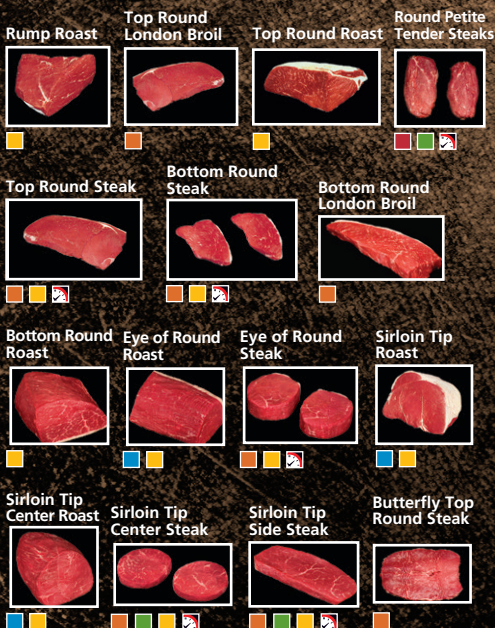 Rump Roast
Top Round
London Broil
Top Round Roast
Round Petite
Tender Steaks
Top Round Steak
Bottom Round
Steak
Bottom Round
London Broil
Bottom Round
Roast
Eye of Round
Roast
Eye of Round
Steak
Sirloin Tip
Roast
Sirloin Tip
Center Roast
Sirloin Tip
Center Steak
Sirloin Tip
Side Steak
Butterfly Top
Round Steak